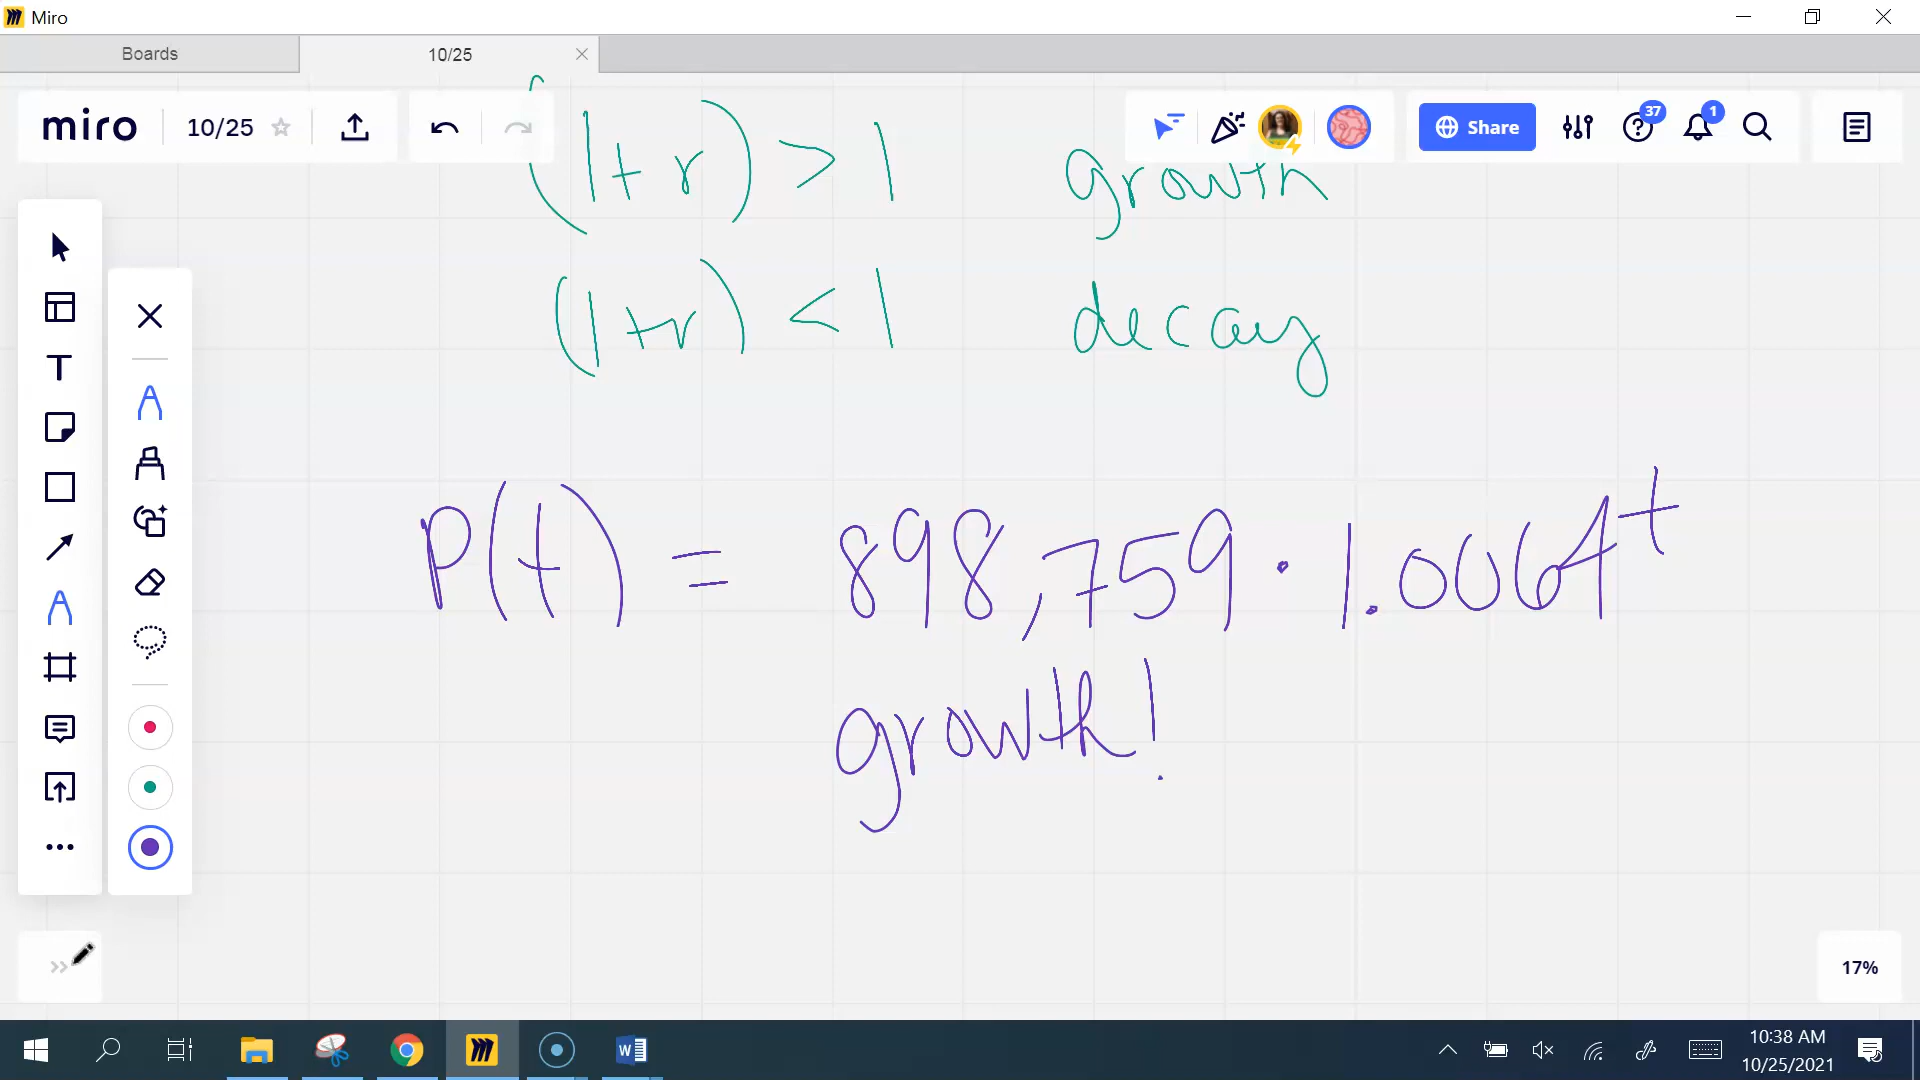 Miro
Boards
10/25
miro
10/25
Share
37
1
(1+r) > 1 growth
(1+r) < 1 decay
P(t) = 898,759 · 1.0064^t
growth!
T
17%
10:38 AM
10/25/2021